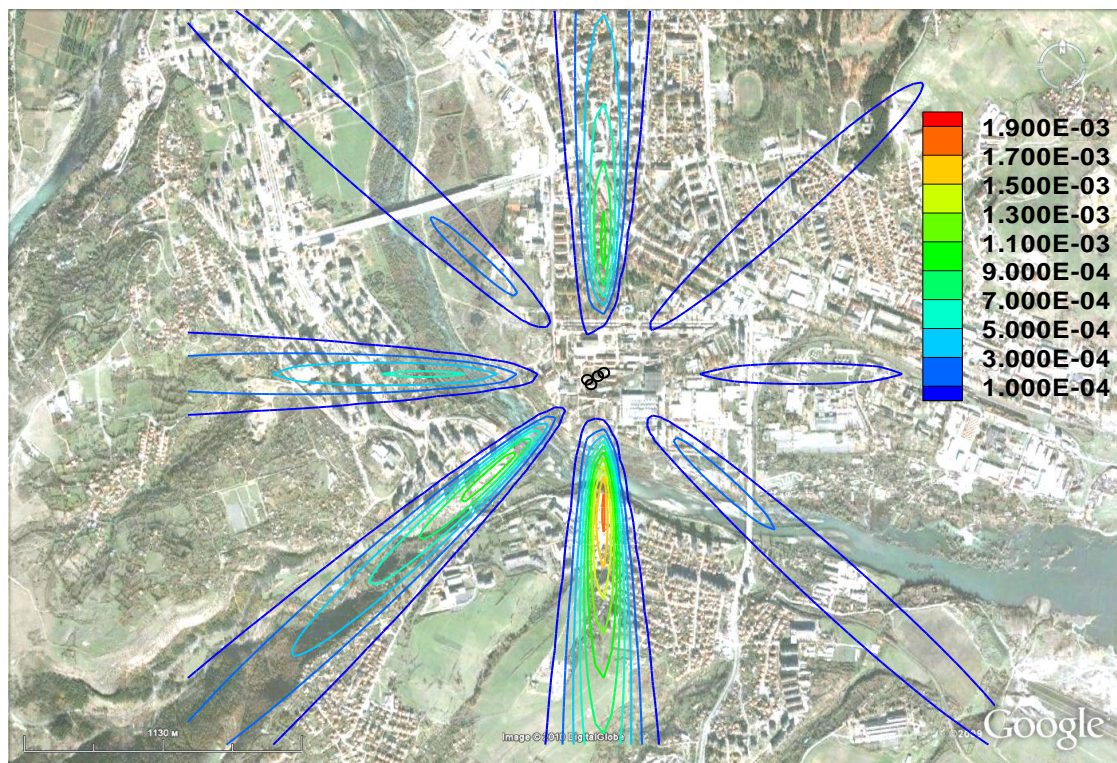 N
1.900E-03
1.700E-03
1.500E-03
1.300E-03
1.100E-03
9.000E-04
7.000E-04
5.000E-04
3.000E-04
1.000E-04
1130 м
Image © 2010 DigitalGlobe
©2009 Google